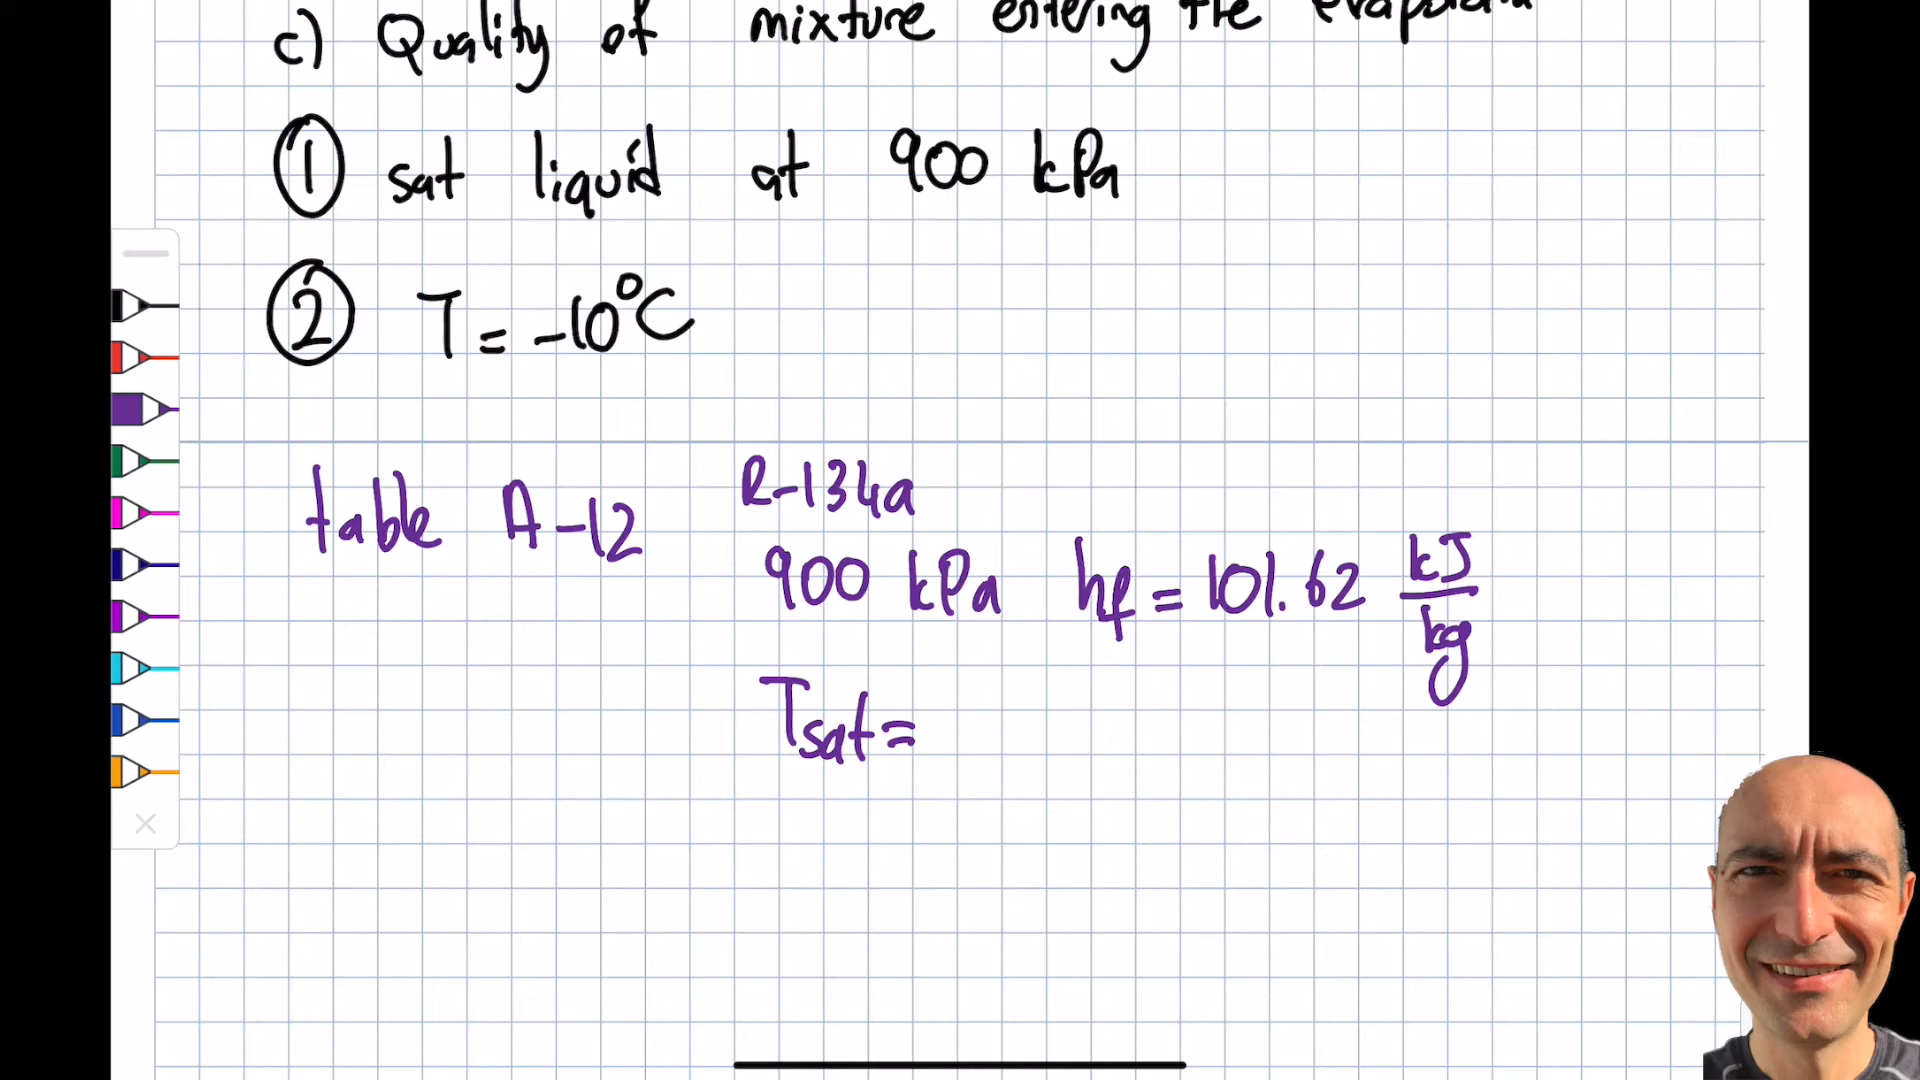 c) Quality of mixture entering the evaporator
① sat liquid at 900 kPa
② T = -10°C
table A-12 R-134a
900 kPa hf = 101.62 kJ/kg
Tsat =